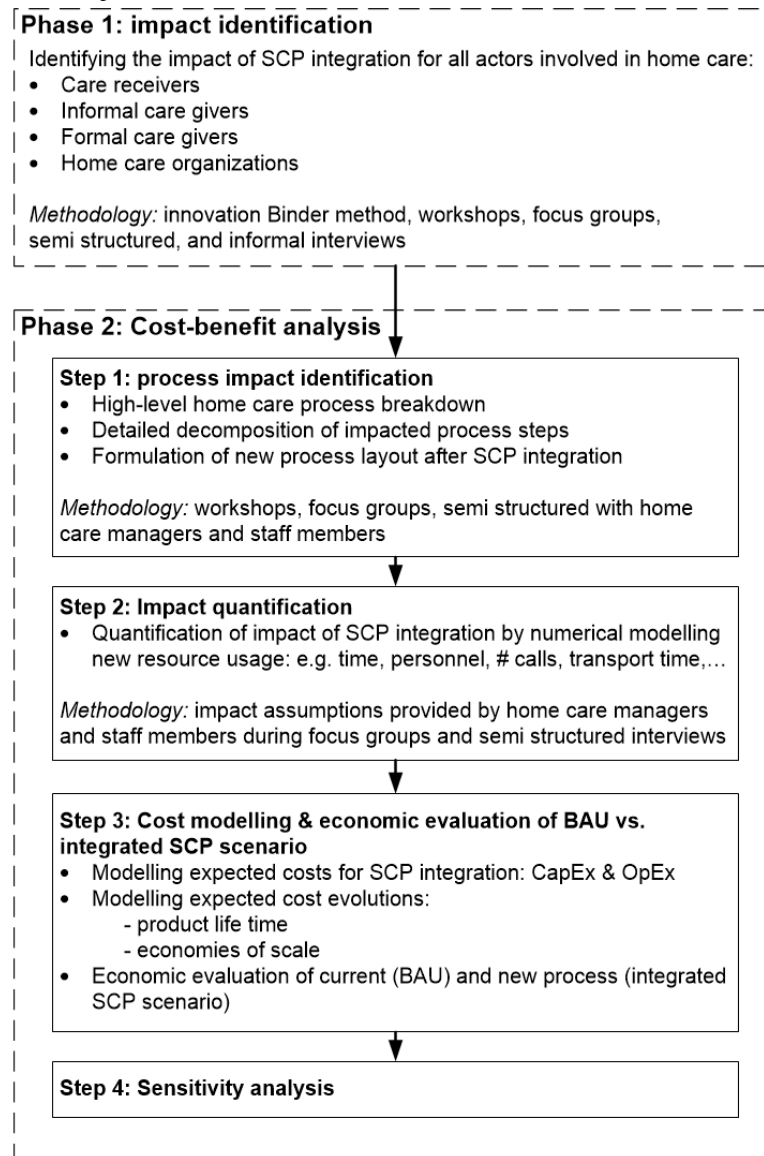 Phase 1: impact identification
Identifying the impact of SCP integration for all actors involved in home care:
• Care receivers
• Informal care givers
• Formal care givers
• Home care organizations
Methodology: innovation Binder method, workshops, focus groups,
semi structured, and informal interviews
Phase 2: Cost-benefit analysis
Step 1: process impact identification
• High-level home care process breakdown
• Detailed decomposition of impacted process steps
• Formulation of new process layout after SCP integration
Methodology: workshops, focus groups, semi structured with home
care managers and staff members
Step 2: Impact quantification
• Quantification of impact of SCP integration by numerical modelling
new resource usage: e.g. time, personnel, # calls, transport time,…
Methodology: impact assumptions provided by home care managers
and staff members during focus groups and semi structured interviews
Step 3: Cost modelling & economic evaluation of BAU vs.
integrated SCP scenario
• Modelling expected costs for SCP integration: CapEx & OpEx
• Modelling expected cost evolutions:
- product life time
- economies of scale
• Economic evaluation of current (BAU) and new process (integrated
SCP scenario)
Step 4: Sensitivity analysis